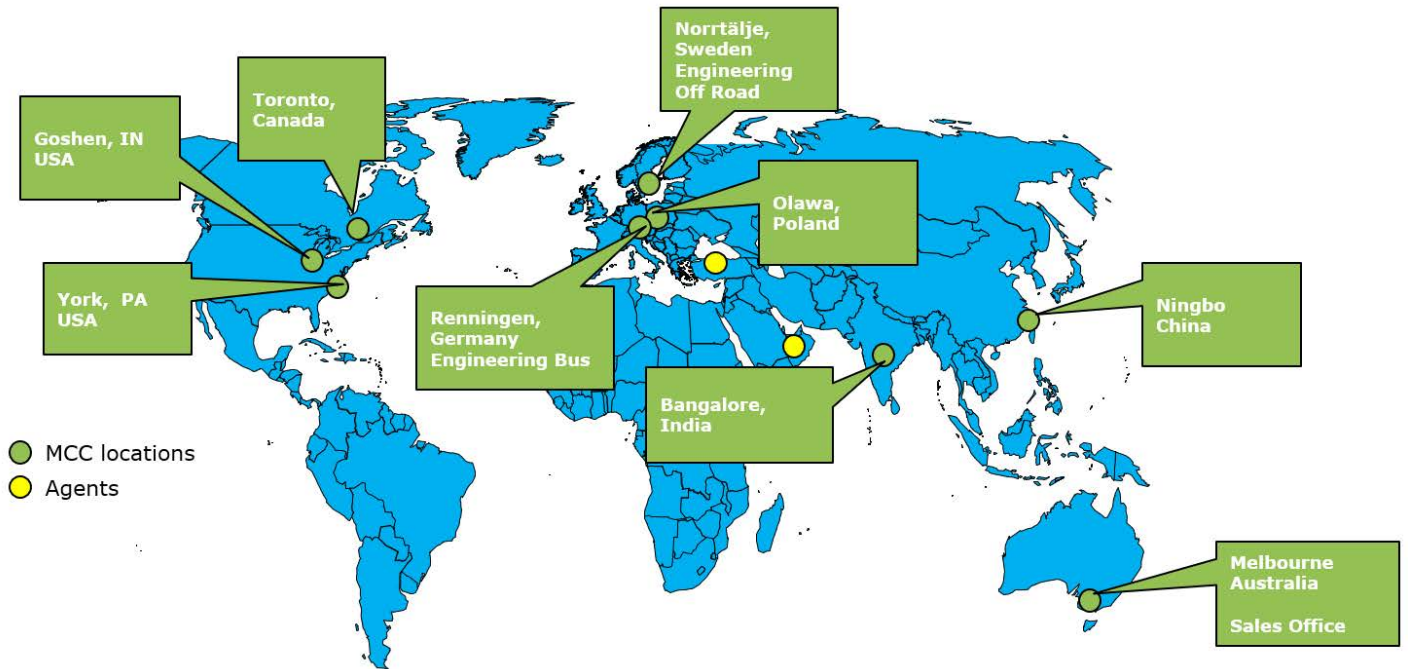 Norrtälje,
Sweden
Engineering
Off Road
Toronto,
Canada
Goshen, IN
USA
Olawa,
Poland
York, PA
USA
Renningen,
Germany
Engineering Bus
Ningbo
China
Bangalore,
India
MCC locations
Agents
Melbourne
Australia
Sales Office